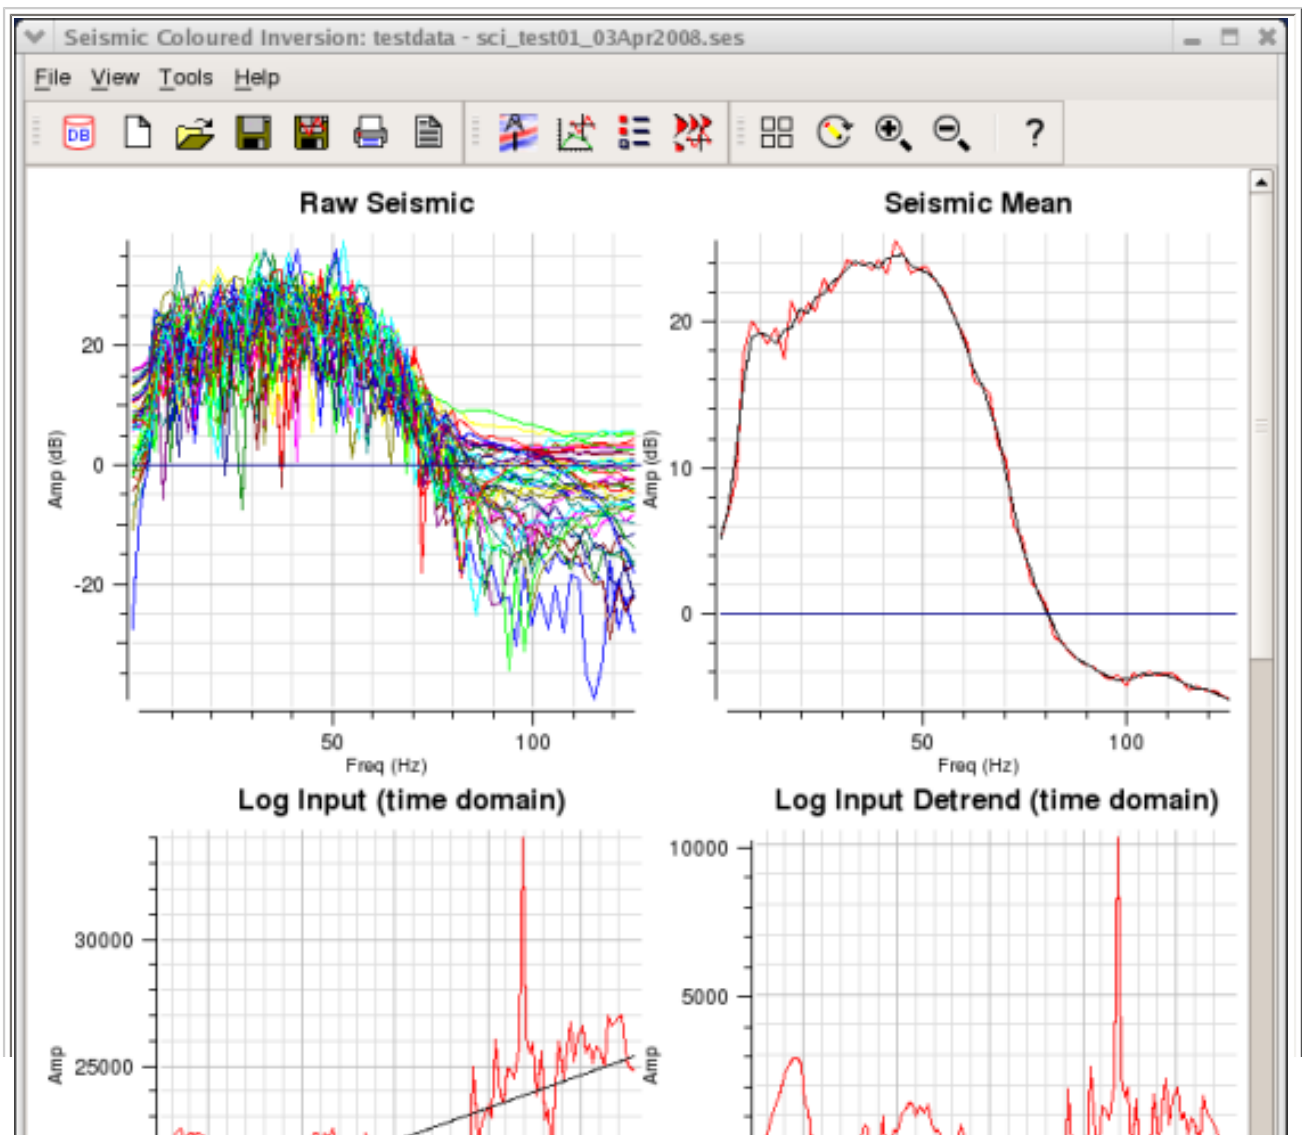 Seismic Coloured Inversion: testdata - sci_test01_03Apr2008.ses
File View Tools Help
DB
?
Raw Seismic
Seismic Mean
20
0
-20
Amp (dB)
50
100
Freq (Hz)
20
10
0
Amp (dB)
50
100
Freq (Hz)
Log Input (time domain)
Log Input Detrend (time domain)
30000
25000
Amp
10000
5000
Amp